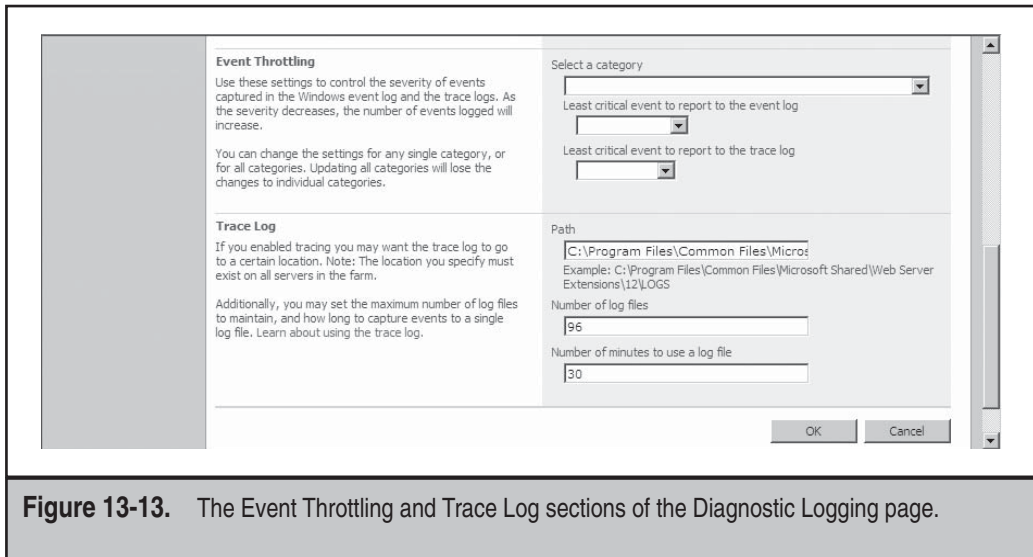 Event Throttling
Use these settings to control the severity of events
captured in the Windows event log and the trace logs. As
the severity decreases, the number of events logged will
increase.
You can change the settings for any single category, or
for all categories. Updating all categories will lose the
changes to individual categories.
Select a category
Least critical event to report to the event log
Least critical event to report to the trace log
Trace Log
If you enabled tracing you may want the trace log to go
to a certain location. Note: The location you specify must
exist on all servers in the farm.
Additionally, you may set the maximum number of log files
to maintain, and how long to capture events to a single
log file. Learn about using the trace log.
Path
C:\Program Files\Common Files\Micros
Example: C:\Program Files\Common Files\Microsoft Shared\Web Server
Extensions\12\LOGS
Number of log files
96
Number of minutes to use a log file
30
OK
Cancel
Figure 13-13. The Event Throttling and Trace Log sections of the Diagnostic Logging page.